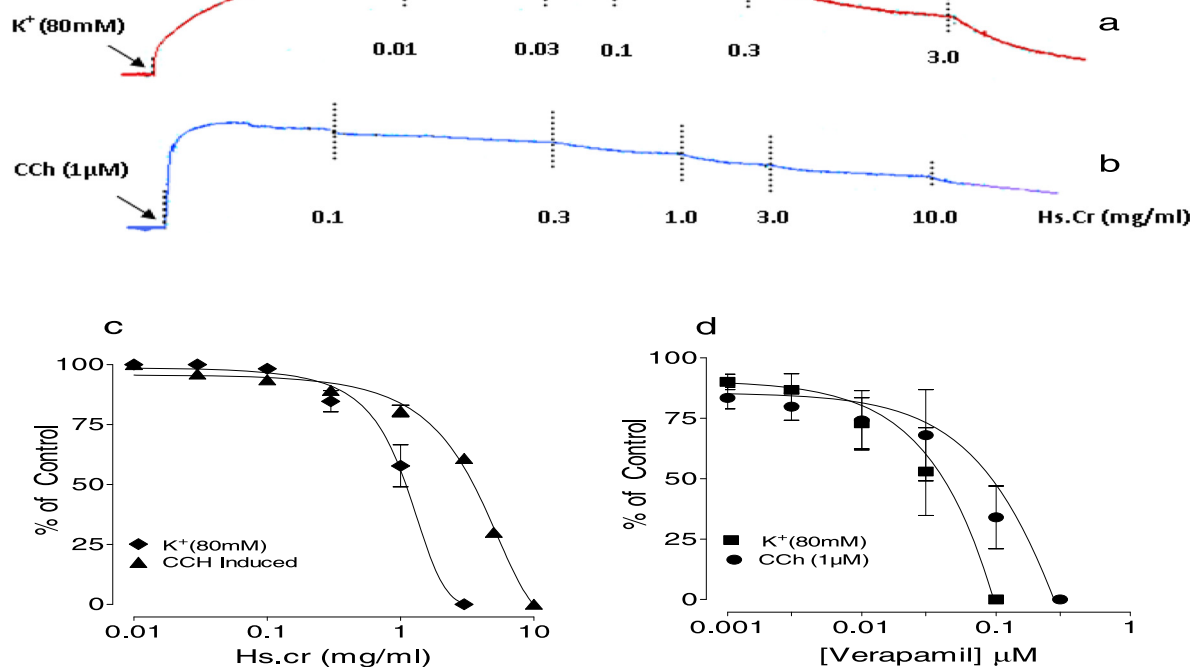 K⁺ (80mM)
a
0.01 0.03 0.1 0.3 3.0
CCh (1µM)
b
0.1 0.3 1.0 3.0 10.0 Hs.Cr (mg/ml)
c
100
75
50
25
0
% of Control
K⁺(80mM)
CCH Induced
0.01 0.1 1 10
Hs.cr (mg/ml)
d
100
75
50
25
0
% of Control
K⁺(80mM)
CCh (1µM)
0.001 0.01 0.1 1
[Verapamil] µM